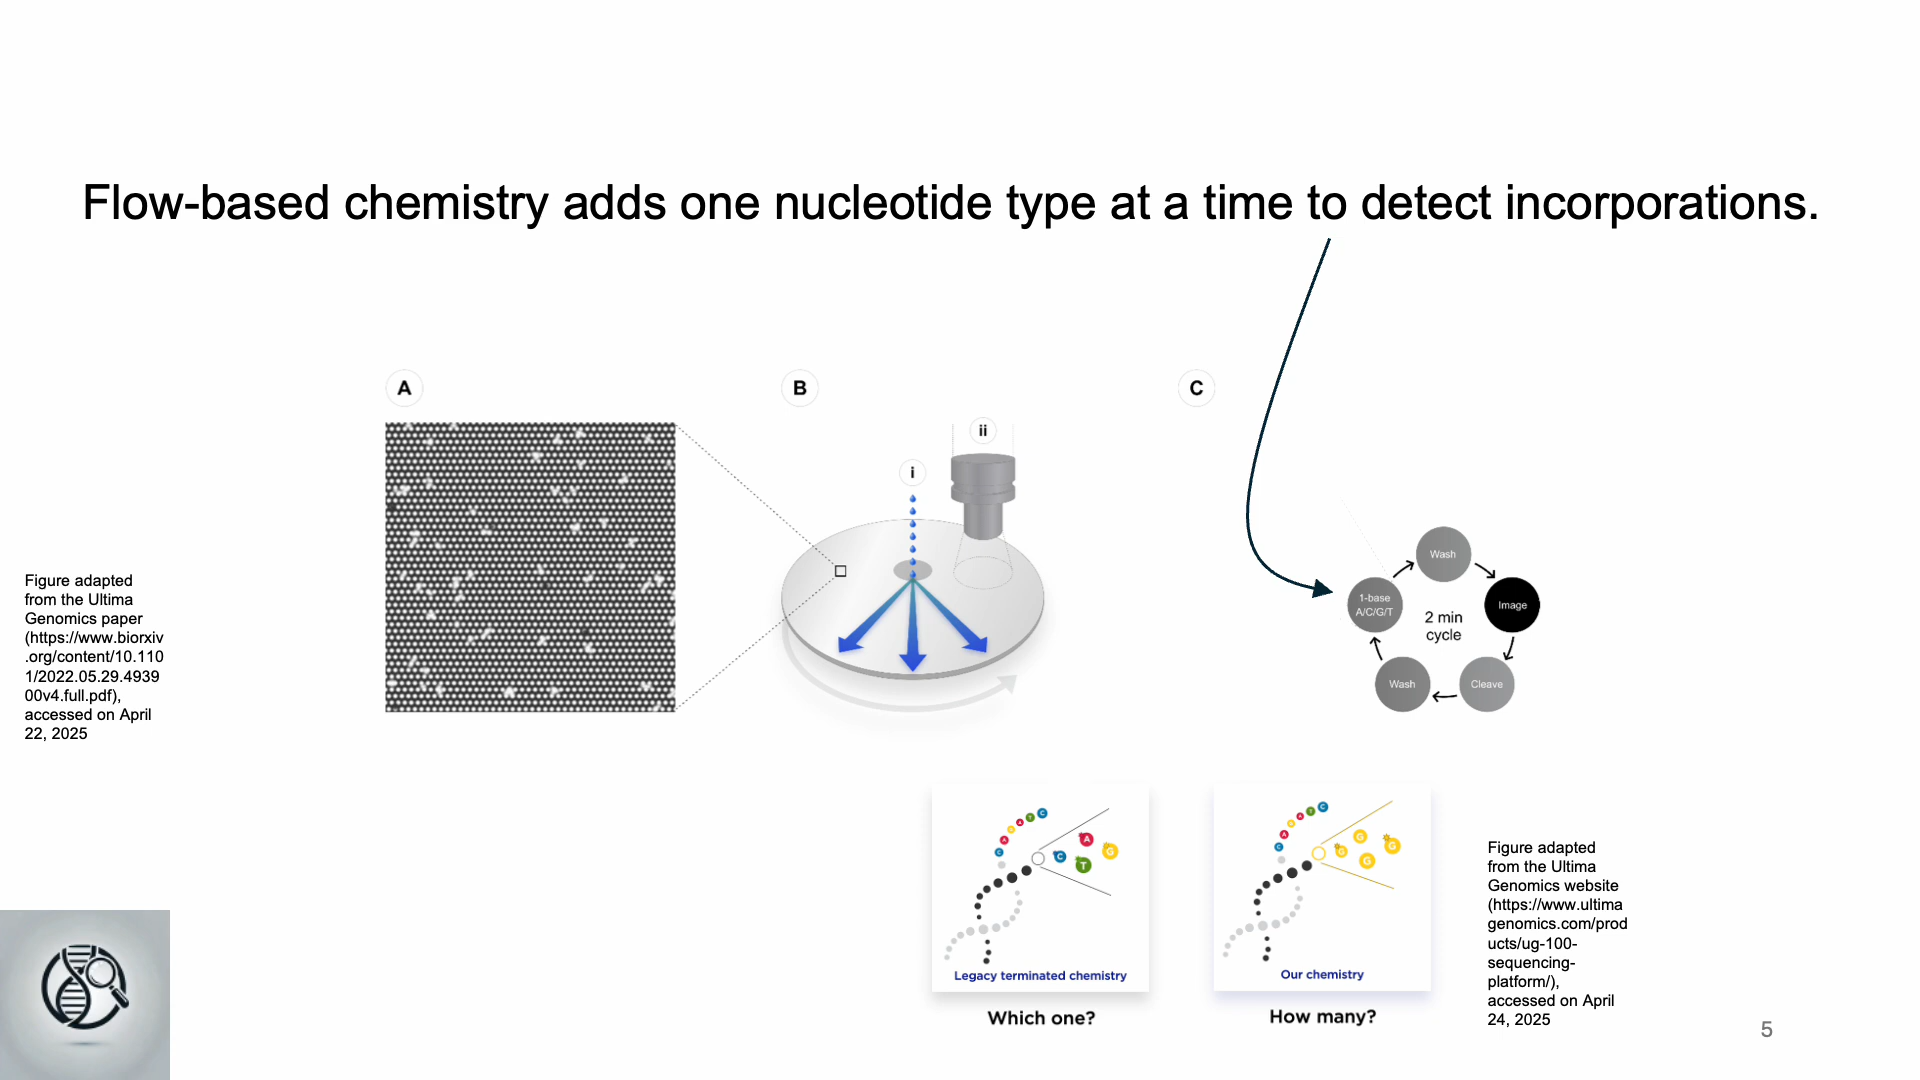 Flow-based chemistry adds one nucleotide type at a time to detect incorporations.
A
B
C
i
ii
Wash
1-base
A/C/G/T
Image
2 min
cycle
Wash
Cleave
Figure adapted
from the Ultima
Genomics paper
(https://www.biorxiv
.org/content/10.110
1/2022.05.29.4939
00v4.full.pdf),
accessed on April
22, 2025
C
T
A
A
C
A
C
G
T
Legacy terminated chemistry
Which one?
C
T
A
A
C
G
G
G
G
Our chemistry
How many?
Figure adapted
from the Ultima
Genomics website
(https://www.ultima
genomics.com/prod
ucts/ug-100-
sequencing-
platform/),
accessed on April
24, 2025
5